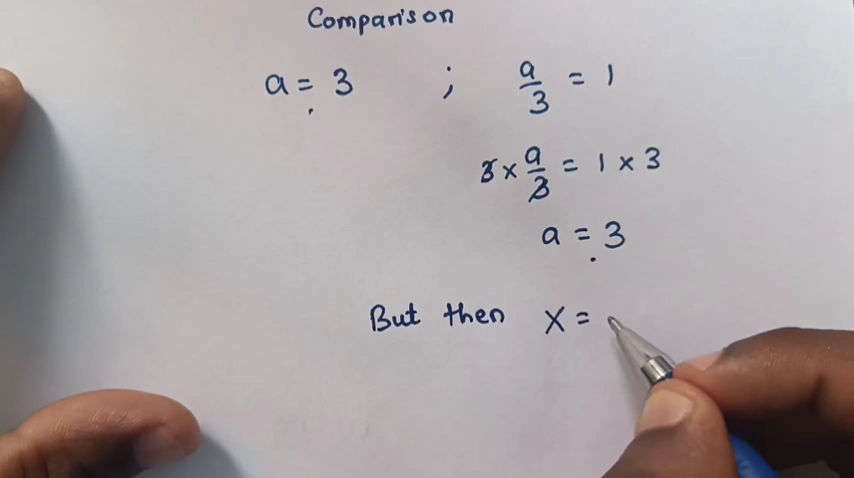 Comparison
a = 3 ; a/3 = 1
3 × a/3 = 1 × 3
a = 3
But then x =